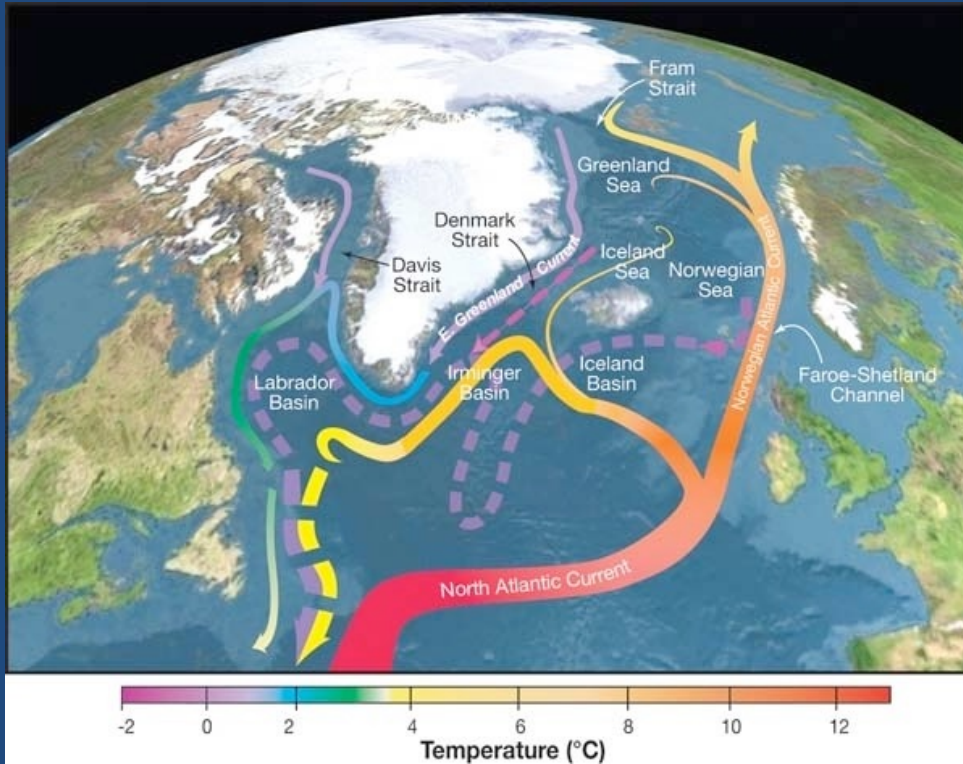 Fram
Strait
Greenland
Sea
Denmark
Strait
Iceland
Sea
Davis
Strait
Norwegian
Sea
E. Greenland Current
Norwegian Atlantic Current
Labrador
Basin
Irminger
Basin
Iceland
Basin
Faroe-Shetland
Channel
North Atlantic Current
-2 0 2 4 6 8 10 12
Temperature (°C)